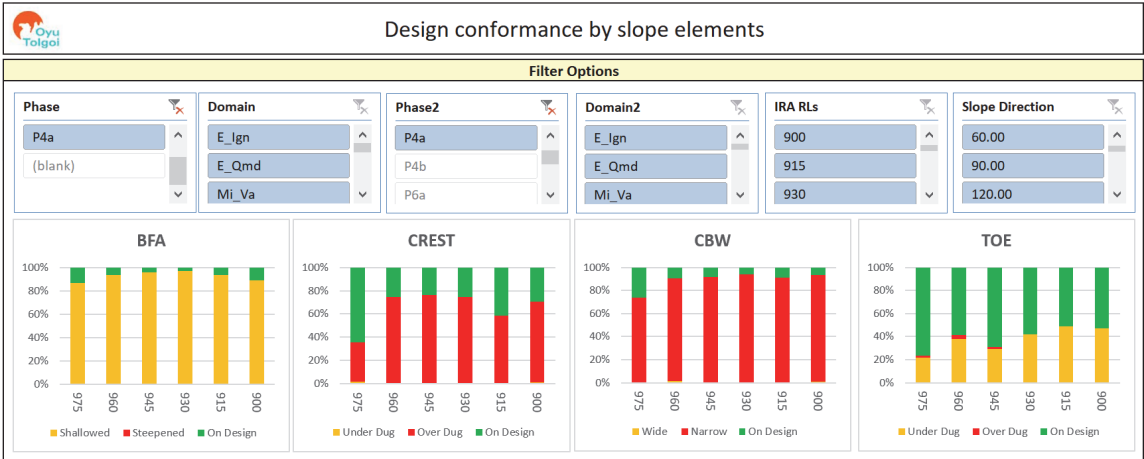 Oyu
Tolgoi
Design conformance by slope elements
Filter Options
Phase
P4a
(blank)
Domain
E_Ign
E_Qmd
Mi_Va
Phase2
P4a
P4b
P6a
Domain2
E_Ign
E_Qmd
Mi_Va
IRA RLs
900
915
930
Slope Direction
60.00
90.00
120.00
BFA
100%
80%
60%
40%
20%
0%
975 960 945 930 915 900
Shallowed Steepened On Design
CREST
100%
80%
60%
40%
20%
0%
975 960 945 930 915 900
Under Dug Over Dug On Design
CBW
100%
80%
60%
40%
20%
0%
975 960 945 930 915 900
Wide Narrow On Design
TOE
100%
80%
60%
40%
20%
0%
975 960 945 930 915 900
Under Dug Over Dug On Design